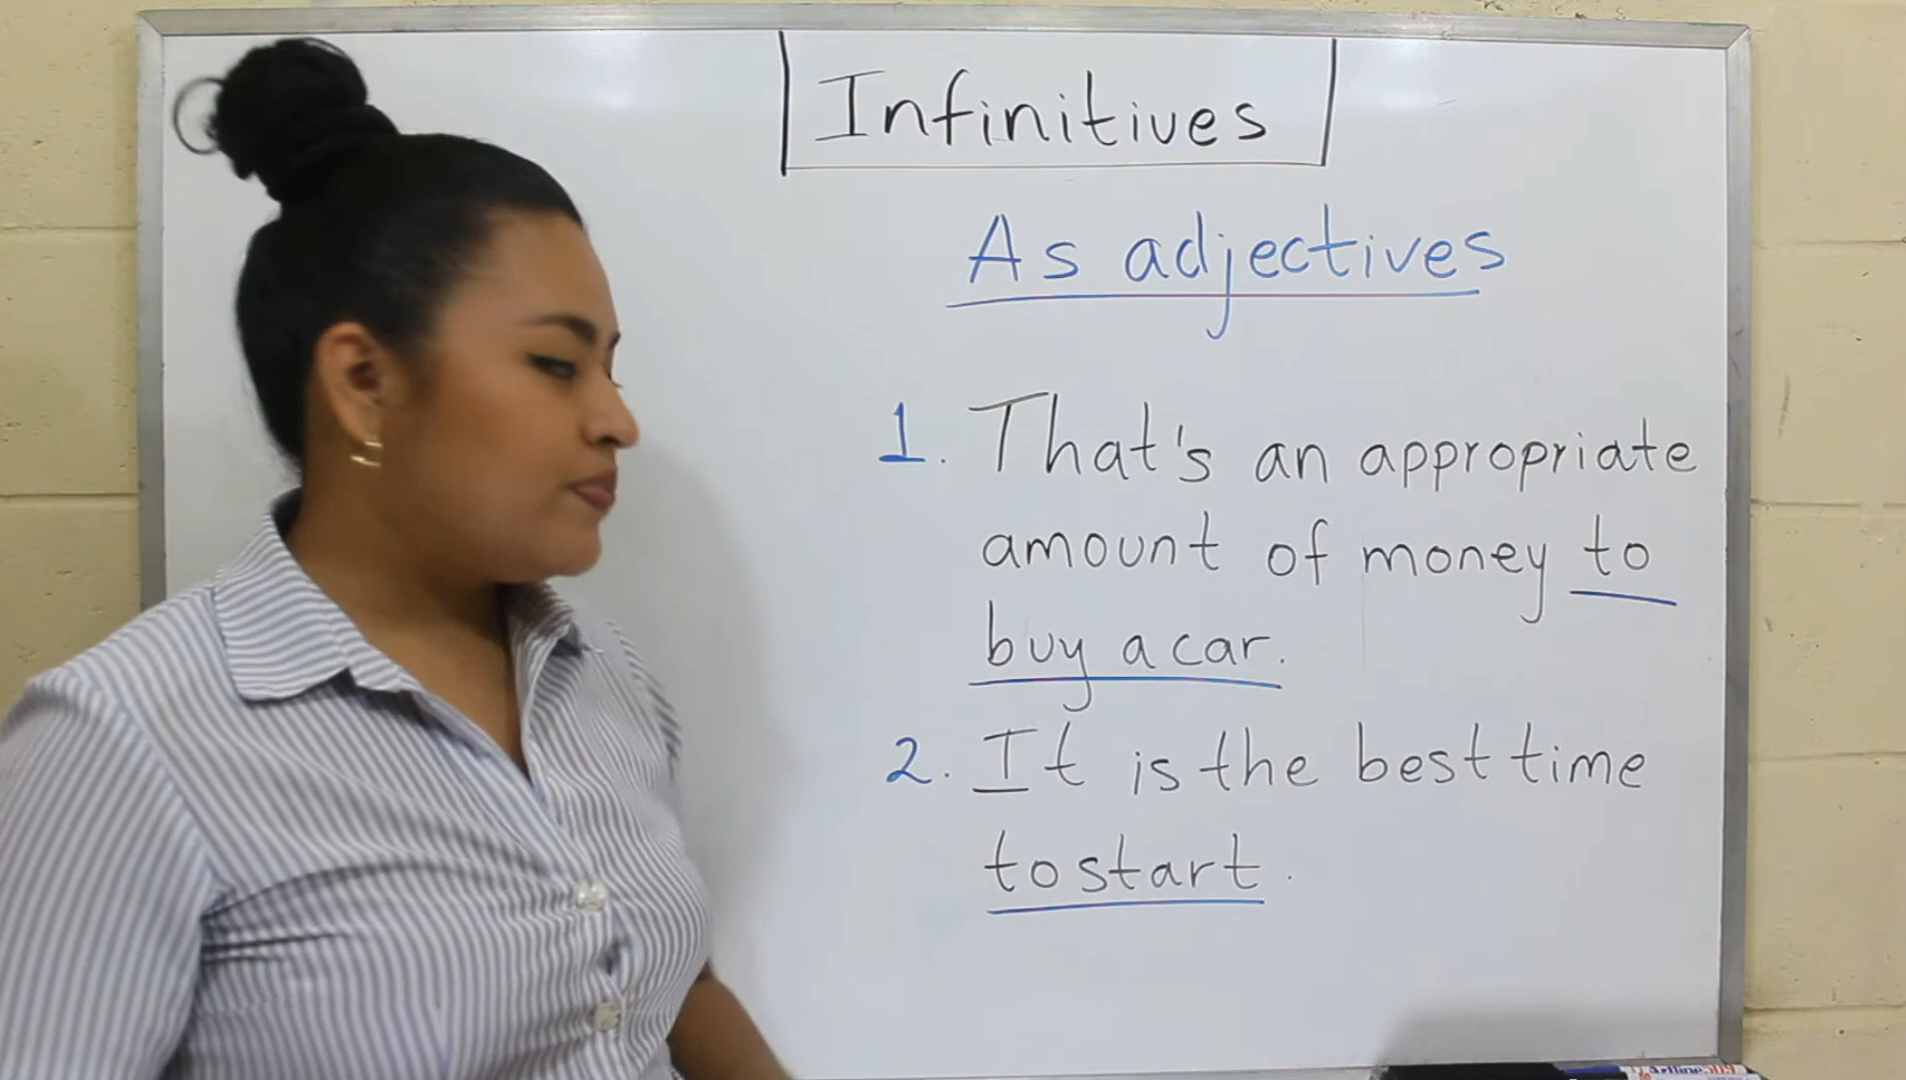 Infinitives
As adjectives
1. That's an appropriate
amount of money to
buy a car.
2. It is the best time
to start.
Artline